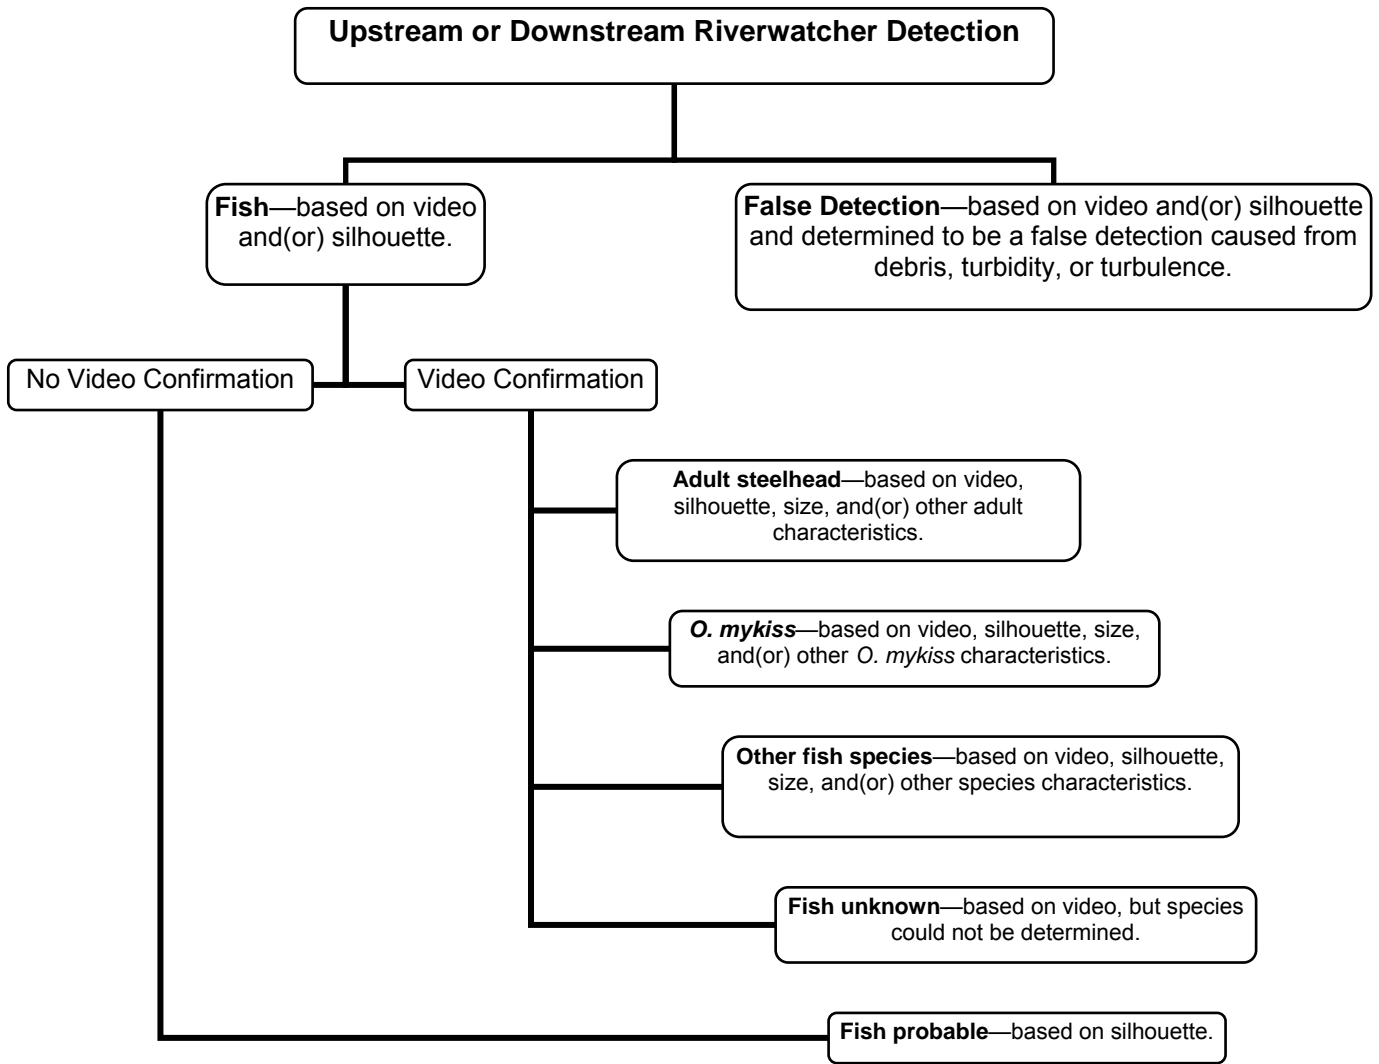 Upstream or Downstream Riverwatcher Detection
Fish—based on video
and(or) silhouette.
False Detection—based on video and(or) silhouette
and determined to be a false detection caused from
debris, turbidity, or turbulence.
No Video Confirmation
Video Confirmation
Adult steelhead—based on video,
silhouette, size, and(or) other adult
characteristics.
O. mykiss—based on video, silhouette, size,
and(or) other O. mykiss characteristics.
Other fish species—based on video, silhouette,
size, and(or) other species characteristics.
Fish unknown—based on video, but species
could not be determined.
Fish probable—based on silhouette.